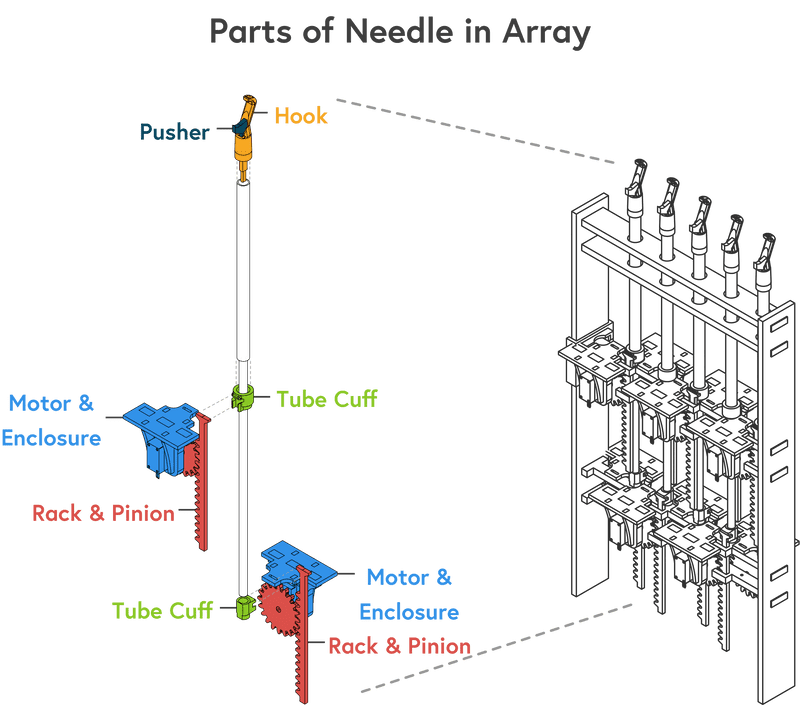 Parts of Needle in Array
Hook
Pusher
Tube Cuff
Motor &
Enclosure
Rack & Pinion
Motor &
Enclosure
Tube Cuff
Rack & Pinion